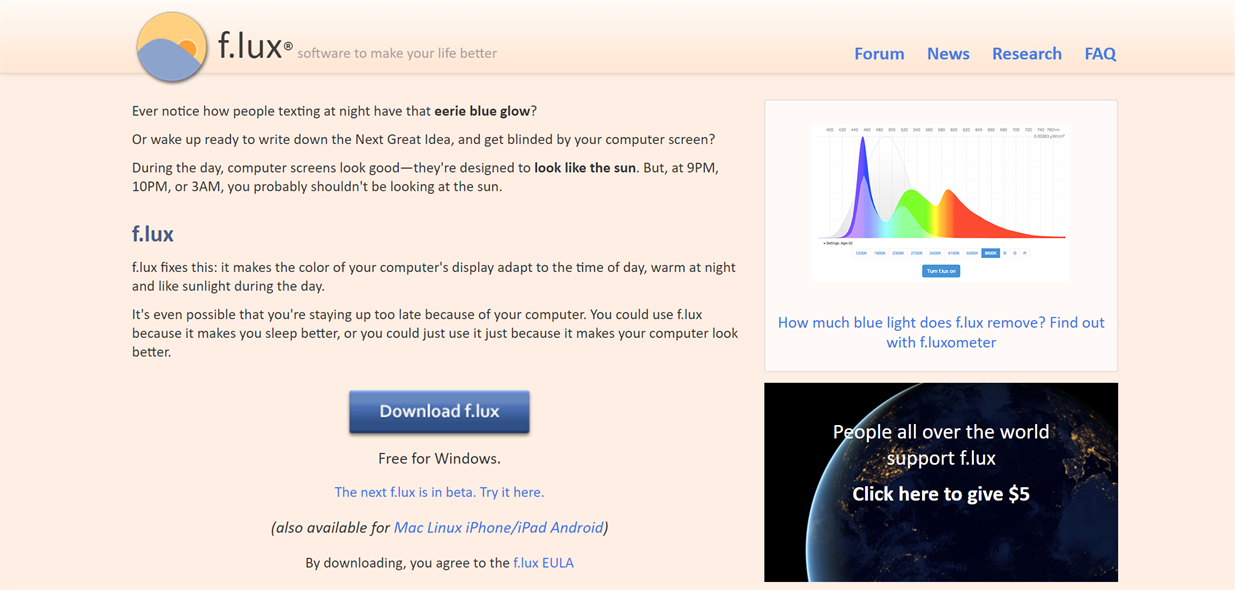 f.lux® software to make your life better
Forum News Research FAQ
Ever notice how people texting at night have that eerie blue glow?
Or wake up ready to write down the Next Great Idea, and get blinded by your computer screen?
During the day, computer screens look good—they're designed to look like the sun. But, at 9PM,
10PM, or 3AM, you probably shouldn't be looking at the sun.
f.lux
f.lux fixes this: it makes the color of your computer's display adapt to the time of day, warm at night
and like sunlight during the day.
It's even possible that you're staying up too late because of your computer. You could use f.lux
because it makes you sleep better, or you could just use it just because it makes your computer look
better.
Download f.lux
Free for Windows.
The next f.lux is in beta. Try it here.
(also available for Mac Linux iPhone/iPad Android)
By downloading, you agree to the f.lux EULA
400 420 440 460 480 500 520 540 560 580 600 620 640 660 680 700 720 740 760nm
Turn f.lux on
How much blue light does f.lux remove? Find out
with f.luxometer
People all over the world
support f.lux
Click here to give $5